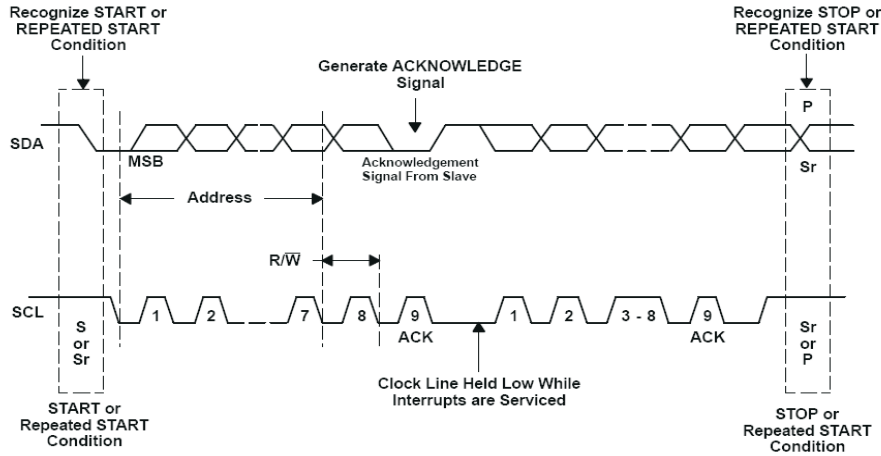 Recognize START or
REPEATED START
Condition
Recognize STOP or
REPEATED START
Condition
Generate ACKNOWLEDGE
Signal
P
SDA
MSB
Acknowledgement
Signal From Slave
Sr
Address
R/W̅
SCL
S
or
Sr
1
2
7
8
9
ACK
1
2
3 - 8
9
ACK
Sr
or
P
Clock Line Held Low While
Interrupts are Serviced
START or
Repeated START
Condition
STOP or
Repeated START
Condition